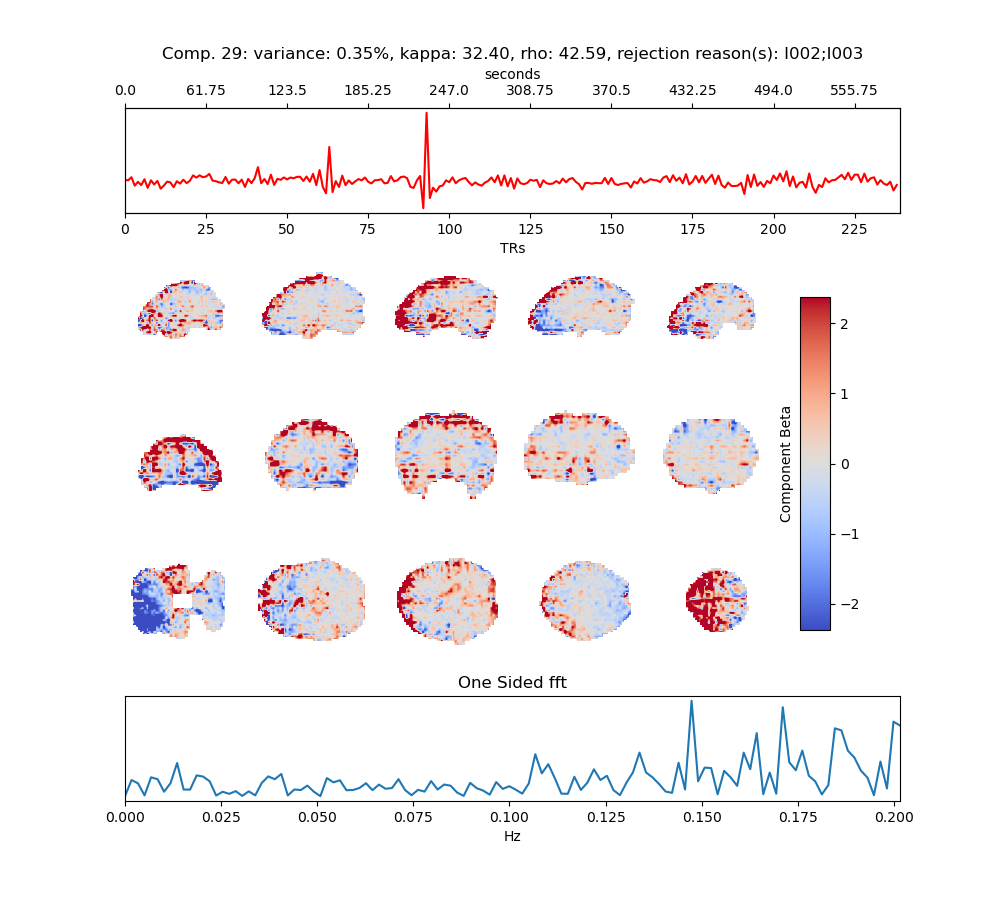 Comp. 29: variance: 0.35%, kappa: 32.40, rho: 42.59, rejection reason(s): I002;I003
seconds
0.0 61.75 123.5 185.25 247.0 308.75 370.5 432.25 494.0 555.75
0 25 50 75 100 125 150 175 200 225
TRs
2
1
0
−1
−2
Component Beta
One Sided fft
0.000 0.025 0.050 0.075 0.100 0.125 0.150 0.175 0.200
Hz